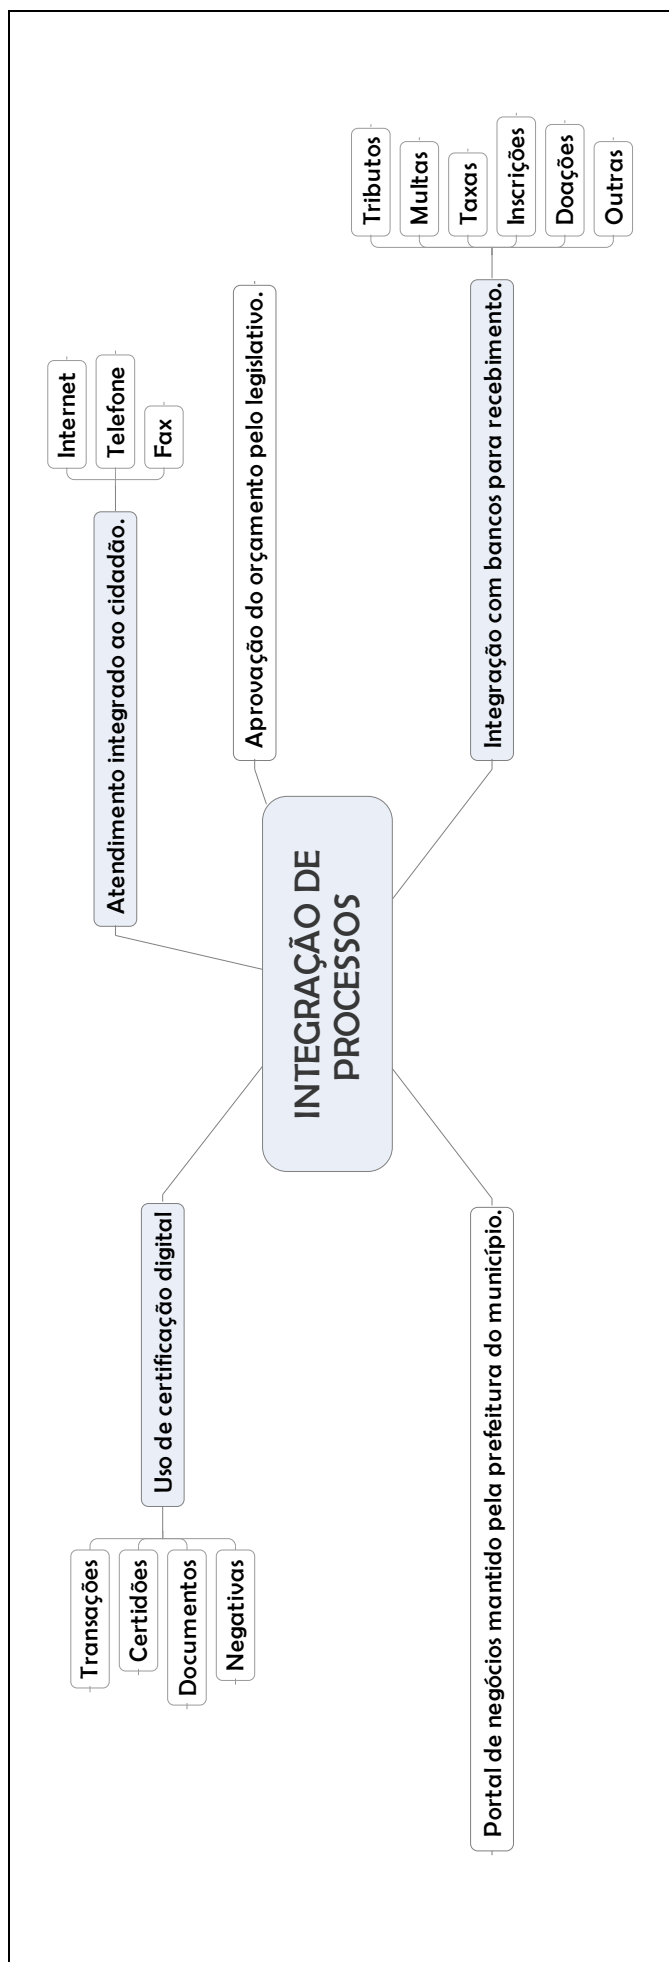 INTEGRAÇÃO DE
PROCESSOS
Atendimento integrado ao cidadão.
Internet
Telefone
Fax
Aprovação do orçamento pelo legislativo.
Integração com bancos para recebimento.
Tributos
Multas
Taxas
Inscrições
Doações
Outras
Uso de certificação digital
Transações
Certidões
Documentos
Negativas
Portal de negócios mantido pela prefeitura do município.